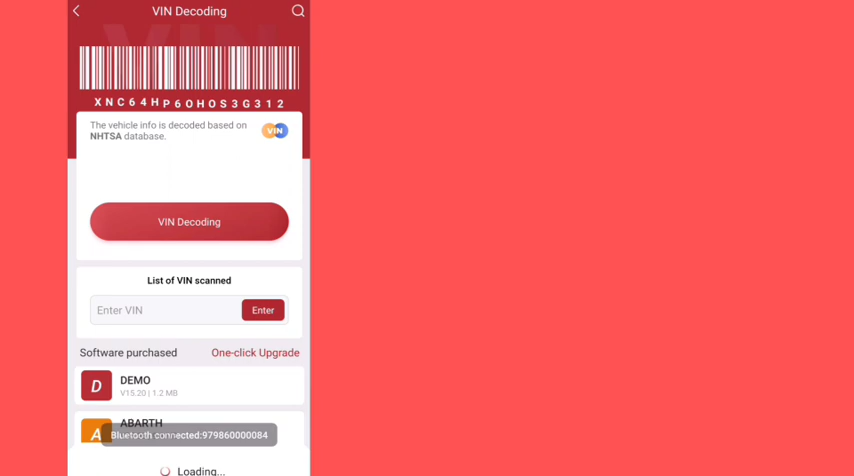 VIN Decoding
XNC64HP6OHOS3G312
The vehicle info is decoded based on
NHTSA database.
VIN
VIN Decoding
List of VIN scanned
Enter VIN
Enter
Software purchased
One-click Upgrade
D
DEMO
V15.20 | 1.2 MB
A
ABARTH
Bluetooth connected:979860000084
Loading...